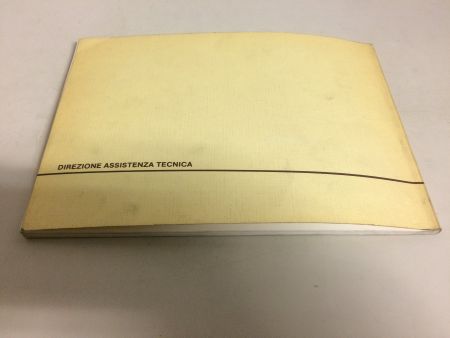 DIREZIONE ASSISTENZA TECNICA